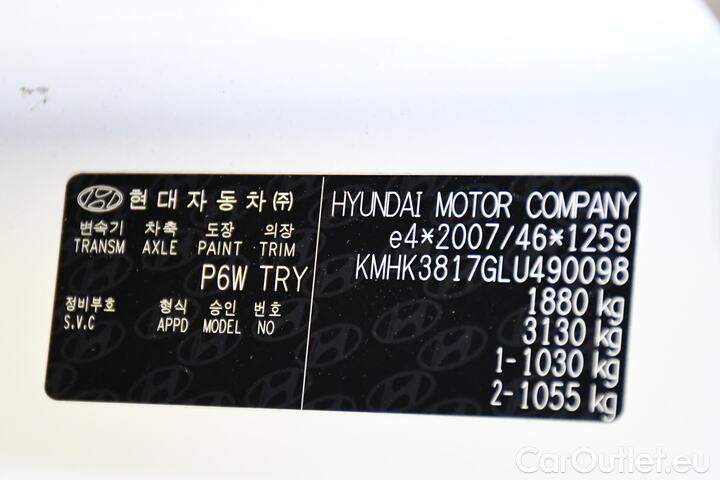 현대자동차㈜
변속기 차축 도장 의장
TRANSM AXLE PAINT TRIM
P6W TRY
정비부호 형식 승인 번호
S.V.C APPD MODEL NO
HYUNDAI MOTOR COMPANY
e4*2007/46*1259
KMHK3817GLU490098
1880 kg
3130 kg
1-1030 kg
2-1055 kg
CarOutlet.eu